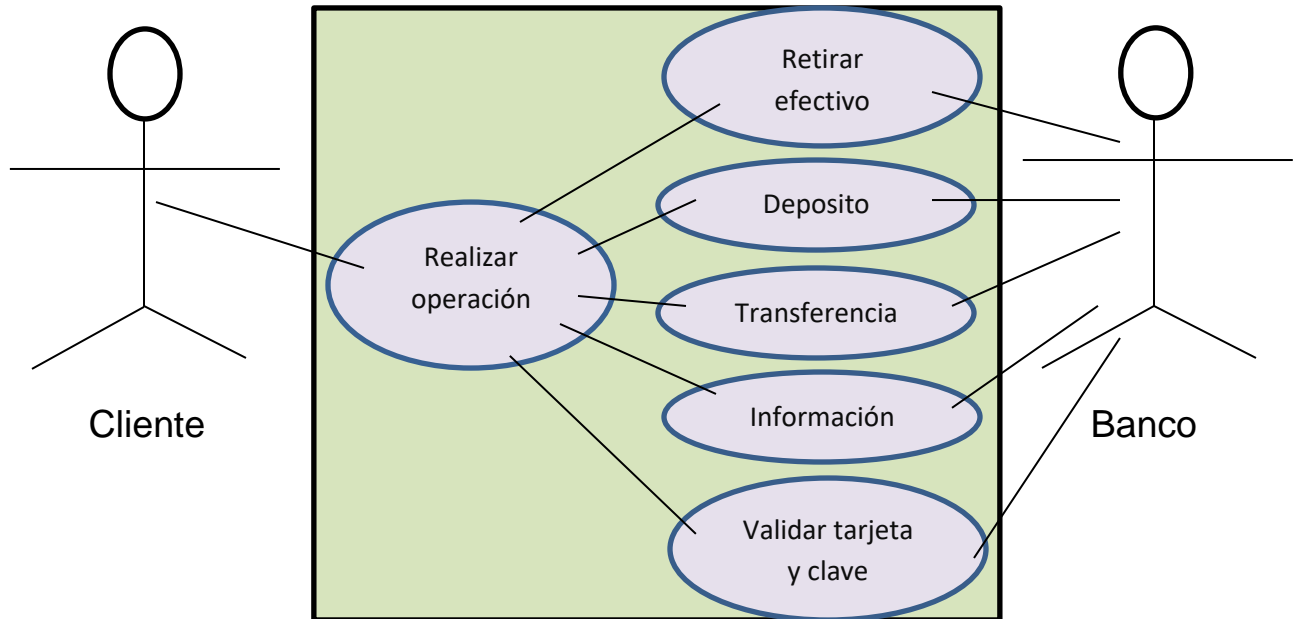 Retirar
efectivo
Deposito
Realizar
operación
Transferencia
Información
Cliente
Banco
Validar tarjeta
y clave